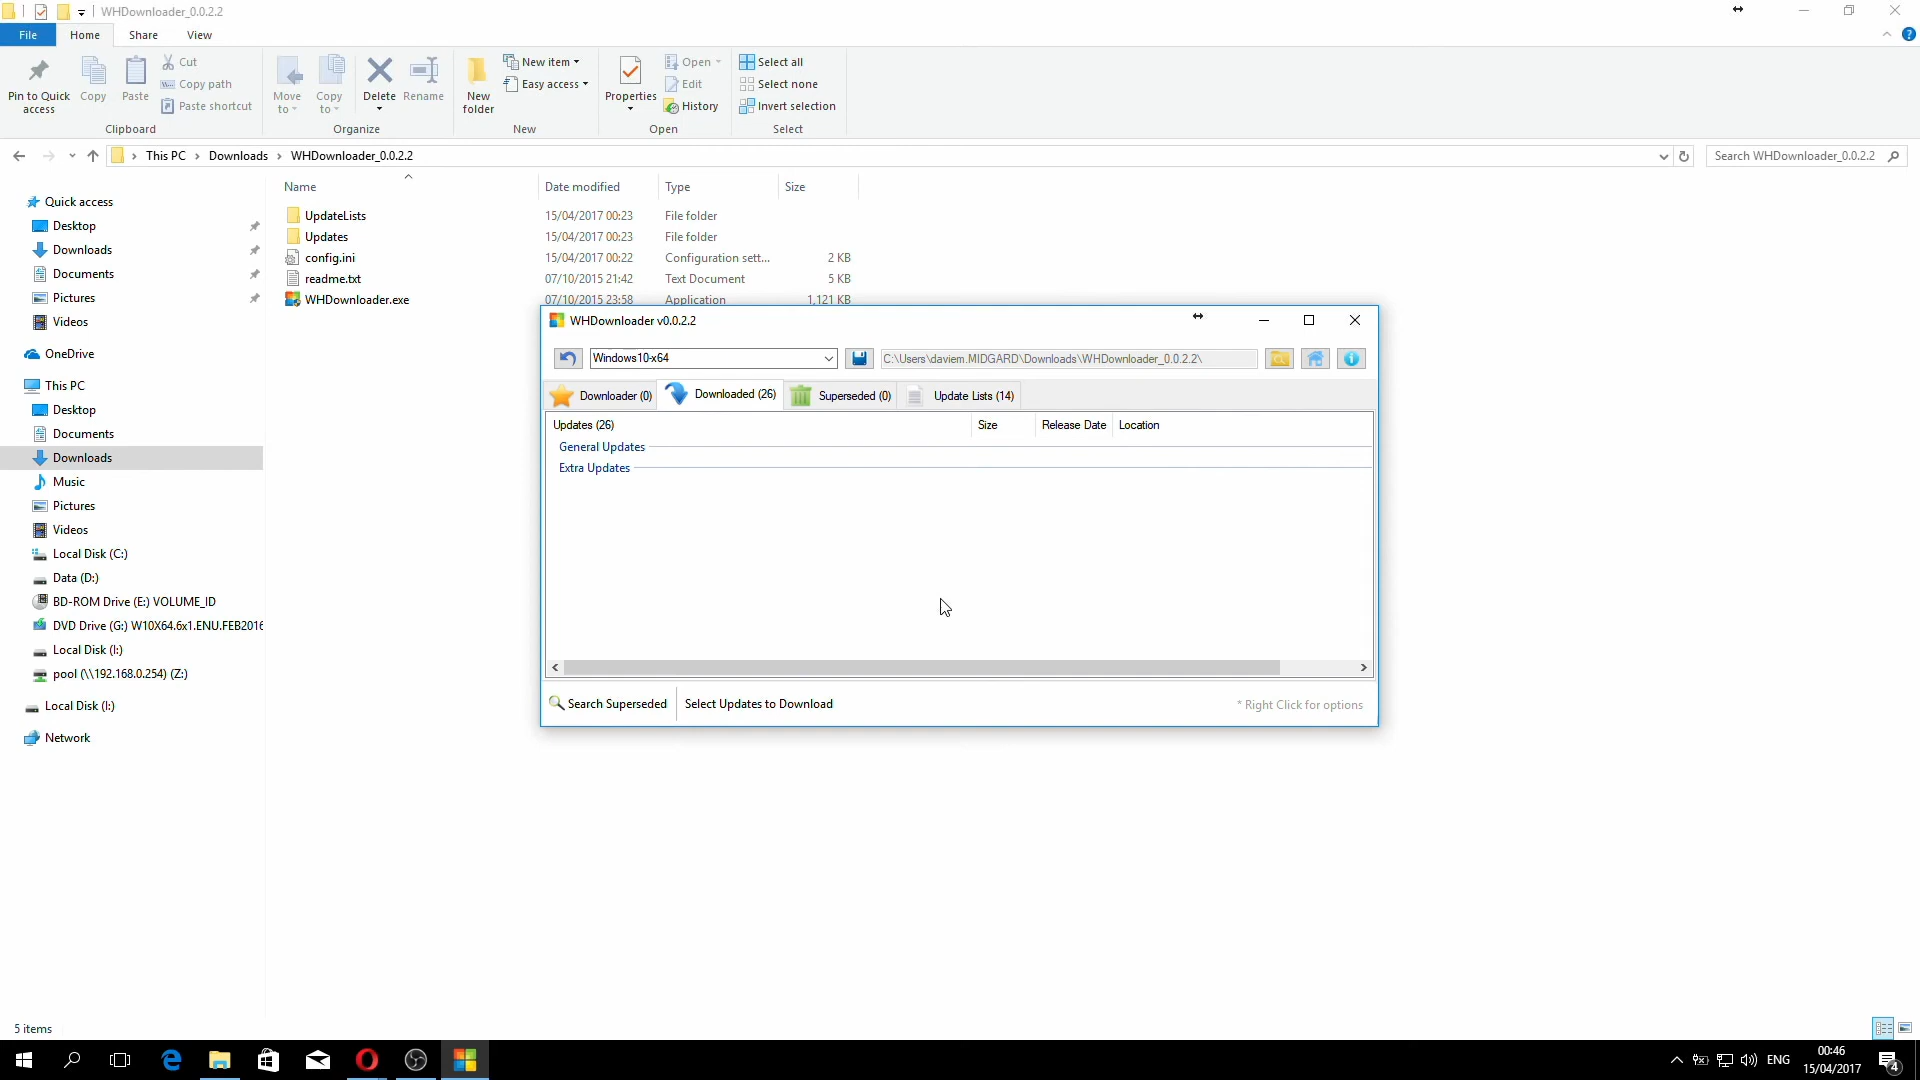 WHDownloader_0.0.2.2
File Home Share View
Pin to Quick access
Copy
Paste
Cut
Copy path
Paste shortcut
Clipboard
Move to
Copy to
Delete
Rename
Organize
New folder
New item
Easy access
New
Properties
Open
Edit
History
Open
Select all
Select none
Invert selection
Select
This PC Downloads WHDownloader_0.0.2.2
Search WHDownloader_0.0.2.2
Quick access
Desktop
Downloads
Documents
Pictures
Videos
OneDrive
This PC
Desktop
Documents
Downloads
Music
Pictures
Videos
Local Disk (C:)
Data (D:)
BD-ROM Drive (E:) VOLUME_ID
DVD Drive (G:) W10X64.6x1.ENU.FEB2016
Local Disk (I:)
pool (\\192.168.0.254) (Z:)
Local Disk (I:)
Network
Name Date modified Type Size
UpdateLists 15/04/2017 00:23 File folder
Updates 15/04/2017 00:23 File folder
config.ini 15/04/2017 00:22 Configuration sett... 2 KB
readme.txt 07/10/2015 21:42 Text Document 5 KB
WHDownloader.exe 07/10/2015 23:58 Application 1,121 KB
WHDownloader v0.0.2.2
Windows10-x64 C:\Users\daviem.MIDGARD\Downloads\WHDownloader_0.0.2.2\
Downloader (0) Downloaded (26) Superseded (0) Update Lists (14)
Updates (26) Size Release Date Location
General Updates
Extra Updates
Search Superseded Select Updates to Download * Right Click for options
5 items
ENG
00:46
15/04/2017
4